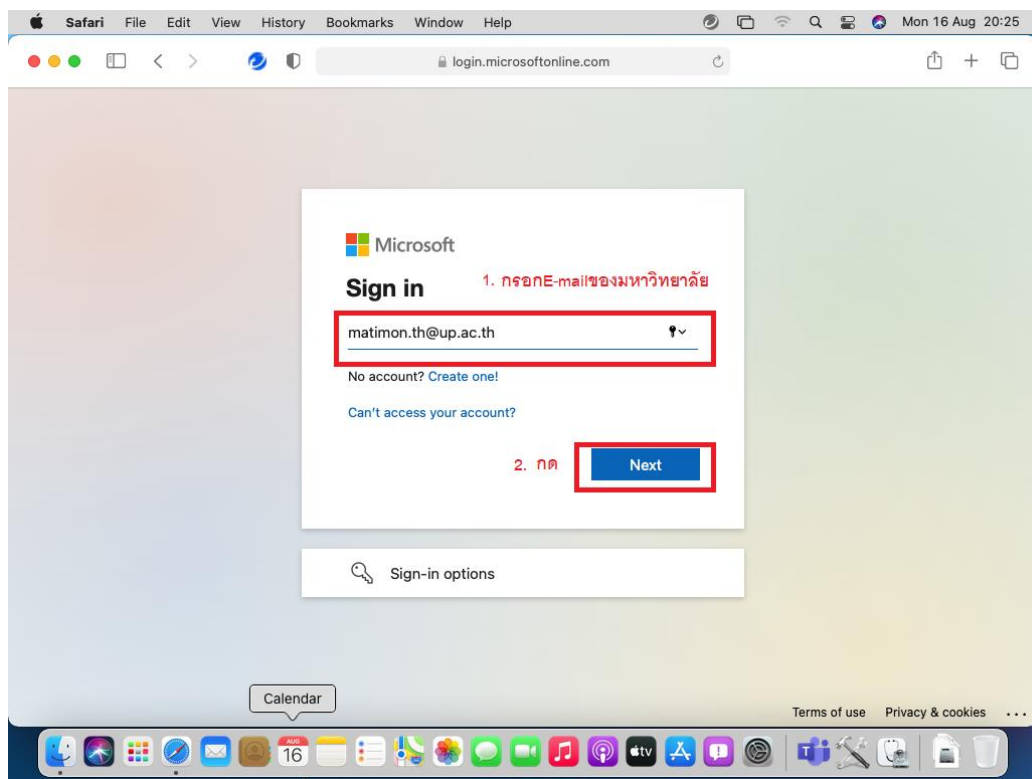 Safari File Edit View History Bookmarks Window Help Mon 16 Aug 20:25
login.microsoftonline.com
Microsoft
Sign in
1. กรอกE-mailของมหาวิทยาลัย
matimon.th@up.ac.th
No account? Create one!
Can't access your account?
2. กด
Next
Sign-in options
Calendar
Terms of use Privacy & cookies ...
AUG
16
tv